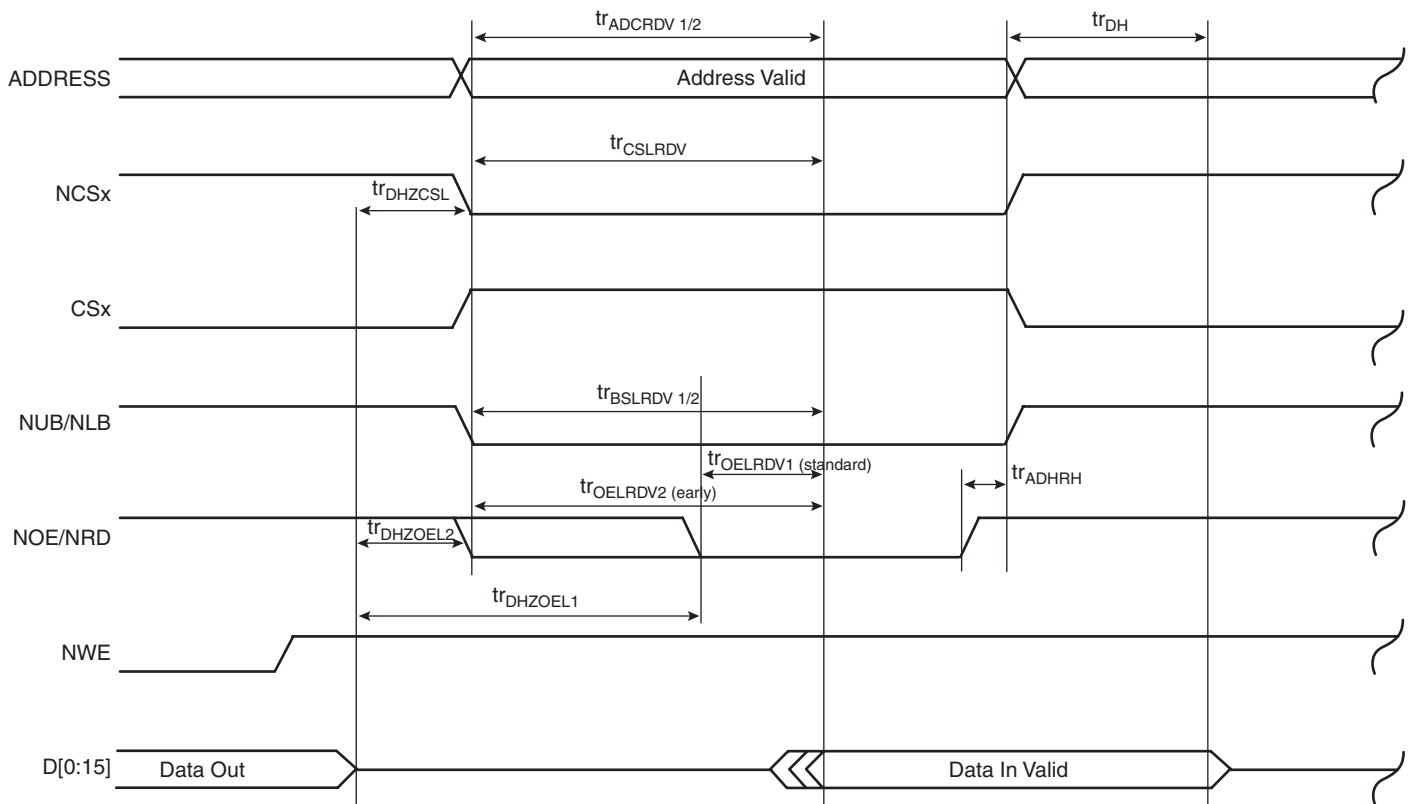 trADCRDV 1/2
trDH
ADDRESS
Address Valid
trCSLRDV
NCSx
trDHZCSL
CSx
trBSLRDV 1/2
NUB/NLB
trOELRDV1 (standard)
trADHRH
trOELRDV2 (early)
NOE/NRD
trDHZOEL2
trDHZOEL1
NWE
D[0:15]
Data Out
Data In Valid